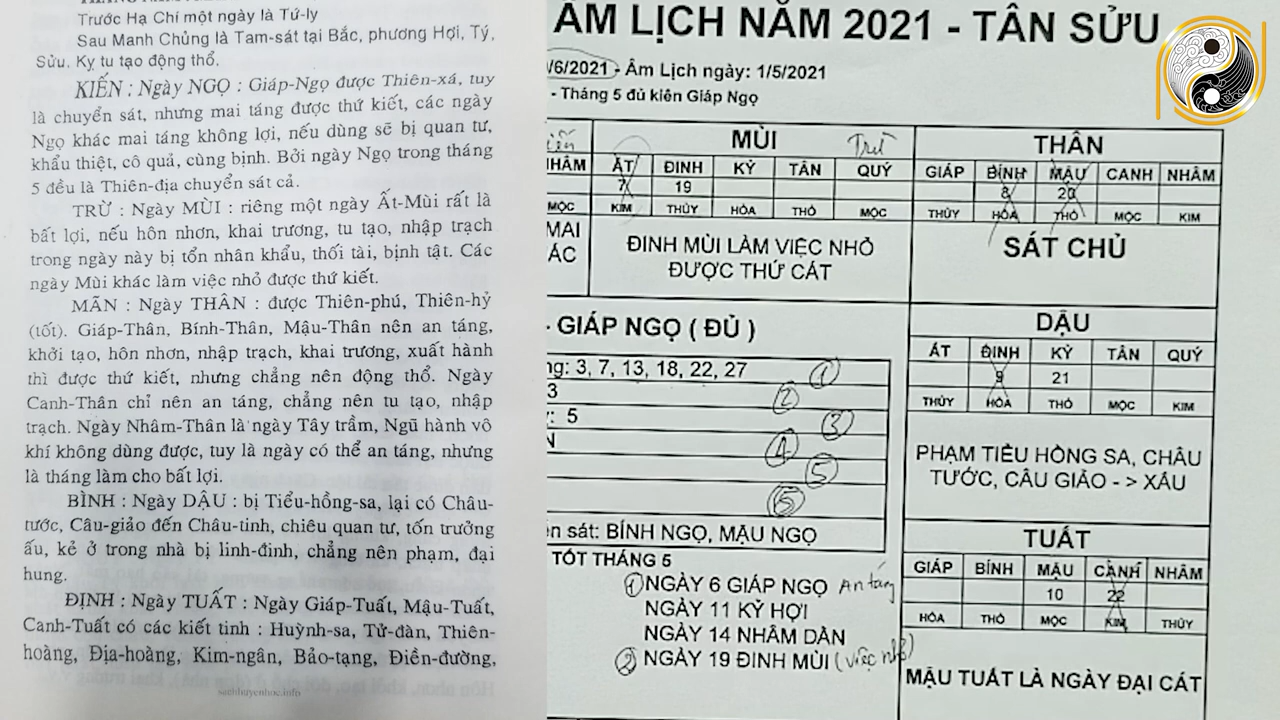 Trước Hạ Chí một ngày là Tứ-ly
Sau Manh Chủng là Tam-sát tại Bắc, phương Hợi, Tý,
Sửu. Kỵ tu tạo động thổ.
KIẾN : Ngày NGỌ : Giáp-Ngọ được Thiên-xá, tuy
là chuyển sát, nhưng mai táng được thứ kiết, các ngày
Ngọ khác mai táng không lợi, nếu dùng sẽ bị quan tư,
khẩu thiệt, cô quả, cùng bịnh. Bởi ngày Ngọ trong tháng
5 đều là Thiên-địa chuyển sát cả.
TRỪ : Ngày MÙI : riêng một ngày Ất-Mùi rất là
bất lợi, nếu hôn nhơn, khai trương, tu tạo, nhập trạch
trong ngày này bị tổn nhân khẩu, thối tài, bịnh tật. Các
ngày Mùi khác làm việc nhỏ được thứ kiết.
MÃN : Ngày THÂN : được Thiên-phú, Thiên-hỷ
(tốt). Giáp-Thân, Bính-Thân, Mậu-Thân nên an táng,
khởi tạo, hôn nhơn, nhập trạch, khai trương, xuất hành
thì được thứ kiết, nhưng chẳng nên động thổ. Ngày
Canh-Thân chỉ nên an táng, chẳng nên tu tạo, nhập
trạch. Ngày Nhâm-Thân là ngày Tây trầm, Ngũ hành vô
khí không dùng được, tuy là ngày có thể an táng, nhưng
là tháng làm cho bất lợi.
BÌNH : Ngày DẬU : bị Tiểu-hồng-sa, lại có Châu-
tước, Câu-giảo đến Châu-tinh, chiêu quan tư, tổn trưởng
ấu, kẻ ở trong nhà bị linh-đinh, chẳng nên phạm, đại
hung.
ĐỊNH : Ngày TUẤT : Ngày Giáp-Tuất, Mậu-Tuất,
Canh-Tuất có các kiết tinh : Huỳnh-sa, Tử-đàn, Thiên-
hoàng, Địa-hoàng, Kim-ngân, Bảo-tạng, Điền-đường,
sachhuyenhoc.info
ÂM LỊCH NĂM 2021 - TÂN SỬU
/6/2021 - Âm Lịch ngày: 1/5/2021
- Tháng 5 đủ kiến Giáp Ngọ
MÙI Trừ
NHÂM ẤT ĐINH KỶ TÂN QUÝ
7 19
MỘC KIM THỦY HỎA THỔ MỘC
MAI
ÁC
ĐINH MÙI LÀM VIỆC NHỎ
ĐƯỢC THỨ CÁT
THÂN
GIÁP BÍNH MẬU CANH NHÂM
8 20
THỦY HỎA THỔ MỘC KIM
SÁT CHỦ
- GIÁP NGỌ ( ĐỦ )
ng: 3, 7, 13, 18, 22, 27 1
3 2
: 5 3
N 4
5
6
ên sát: BÍNH NGỌ, MẬU NGỌ
TỐT THÁNG 5
1 NGÀY 6 GIÁP NGỌ An táng
NGÀY 11 KỶ HỢI
NGÀY 14 NHÂM DẦN
2 NGÀY 19 ĐINH MÙI (việc nhỏ)
DẬU
ẤT ĐINH KỶ TÂN QUÝ
9 21
THỦY HỎA THỔ MỘC KIM
PHẠM TIỂU HỒNG SA, CHÂU
TƯỚC, CÂU GIẢO - > XẤU
TUẤT
GIÁP BÍNH MẬU CANH NHÂM
10 22
HỎA THỔ MỘC KIM THỦY
MẬU TUẤT LÀ NGÀY ĐẠI CÁT